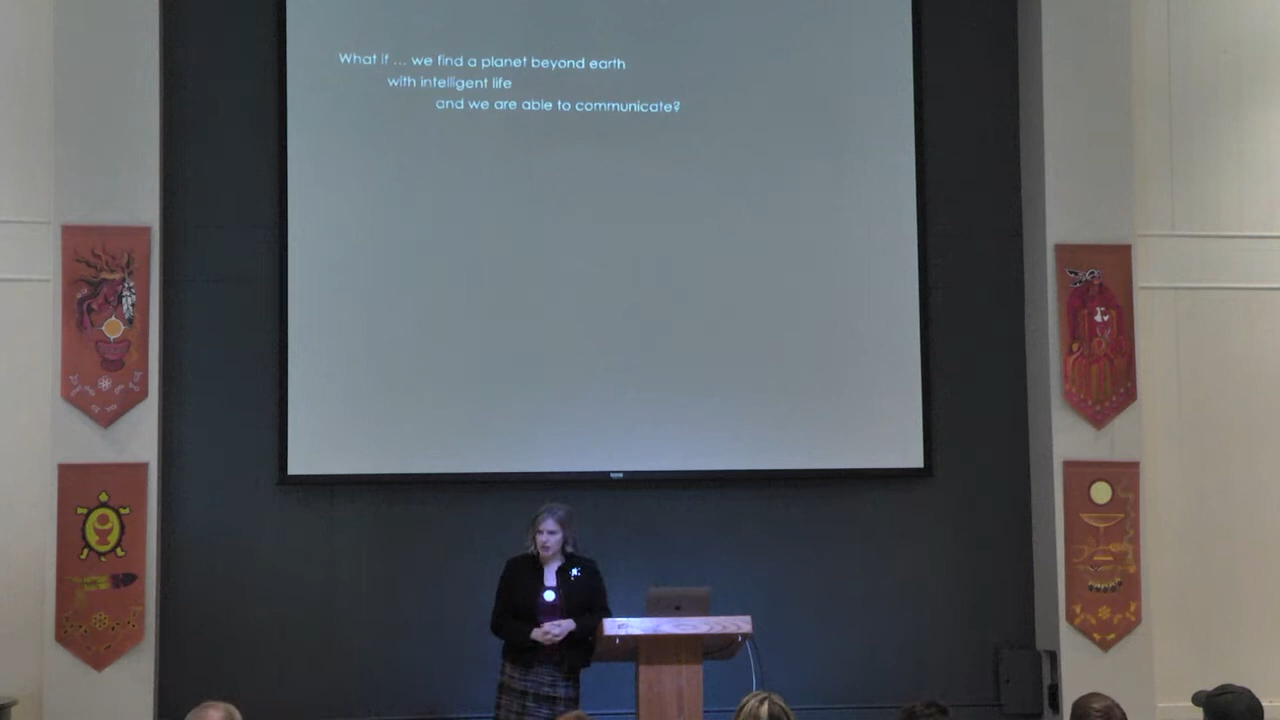 What if ... we find a planet beyond earth
with intelligent life
and we are able to communicate?